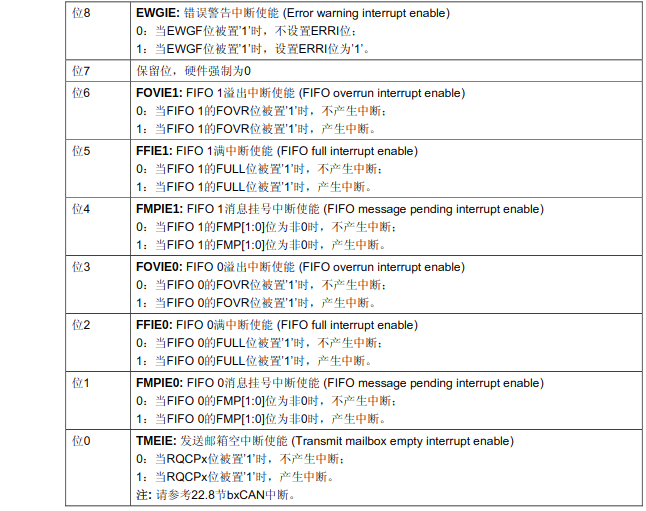 位8 EWGIE: 错误警告中断使能 (Error warning interrupt enable)
0：当EWGF位被置'1'时，不设置ERRI位；
1：当EWGF位被置'1'时，设置ERRI位为'1'。
位7 保留位，硬件强制为0
位6 FOVIE1: FIFO 1溢出中断使能 (FIFO overrun interrupt enable)
0：当FIFO 1的FOVR位被置'1'时，不产生中断；
1：当FIFO 1的FOVR位被置'1'时，产生中断。
位5 FFIE1: FIFO 1满中断使能 (FIFO full interrupt enable)
0：当FIFO 1的FULL位被置'1'时，不产生中断；
1：当FIFO 1的FULL位被置'1'时，产生中断。
位4 FMPIE1: FIFO 1消息挂号中断使能 (FIFO message pending interrupt enable)
0：当FIFO 1的FMP[1:0]位为非0时，不产生中断；
1：当FIFO 1的FMP[1:0]位为非0时，产生中断。
位3 FOVIE0: FIFO 0溢出中断使能 (FIFO overrun interrupt enable)
0：当FIFO 0的FOVR位被置'1'时，不产生中断；
1：当FIFO 0的FOVR位被置'1'时，产生中断。
位2 FFIE0: FIFO 0满中断使能 (FIFO full interrupt enable)
0：当FIFO 0的FULL位被置'1'时，不产生中断；
1：当FIFO 0的FULL位被置'1'时，产生中断。
位1 FMPIE0: FIFO 0消息挂号中断使能 (FIFO message pending interrupt enable)
0：当FIFO 0的FMP[1:0]位为非0时，不产生中断；
1：当FIFO 0的FMP[1:0]位为非0时，产生中断。
位0 TMEIE: 发送邮箱空中断使能 (Transmit mailbox empty interrupt enable)
0：当RQCPx位被置'1'时，不产生中断；
1：当RQCPx位被置'1'时，产生中断。
注: 请参考22.8节bxCAN中断。